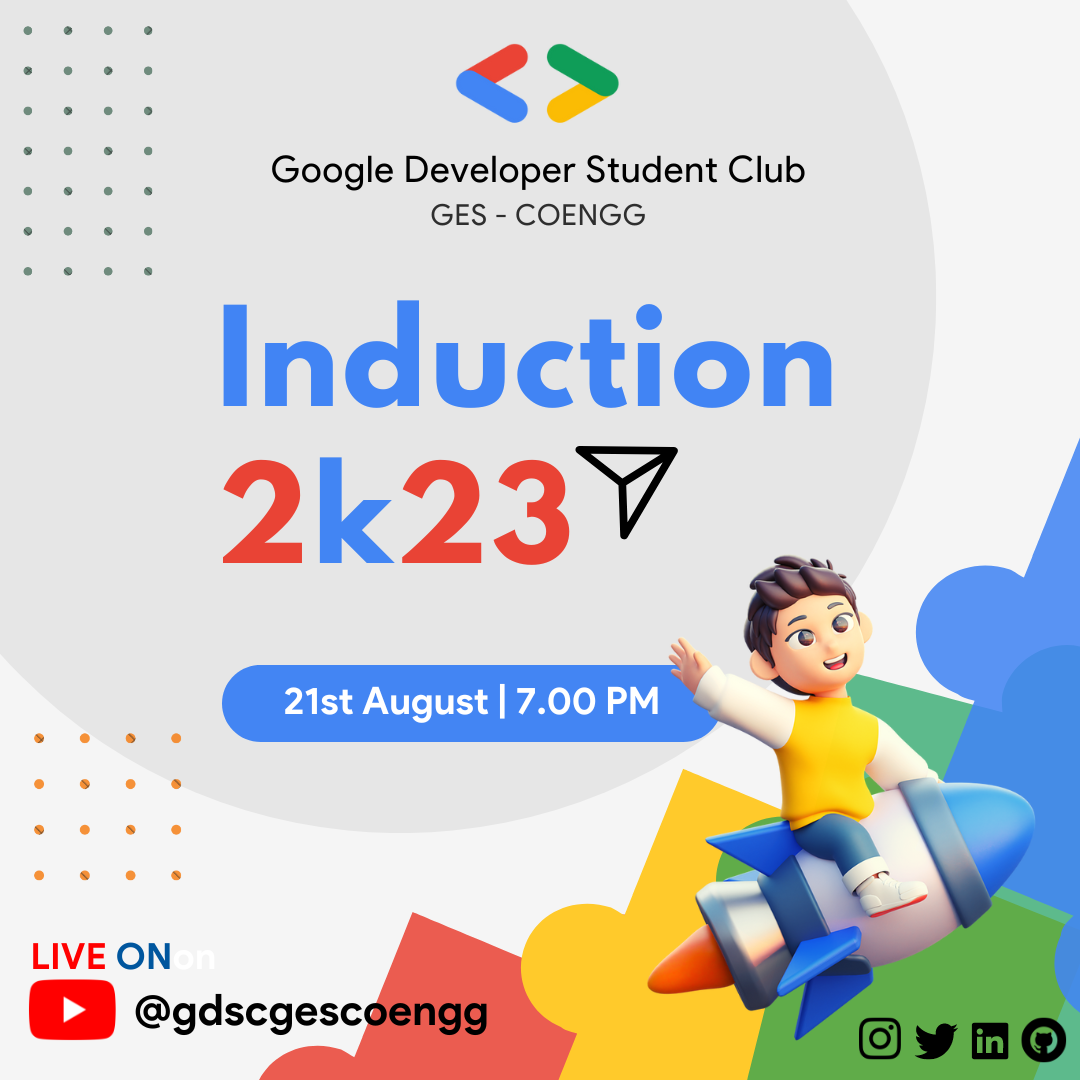 Google Developer Student Club
GES - COENGG
Induction
2k23
21st August | 7.00 PM
LIVE ONon
@gdscgescoengg